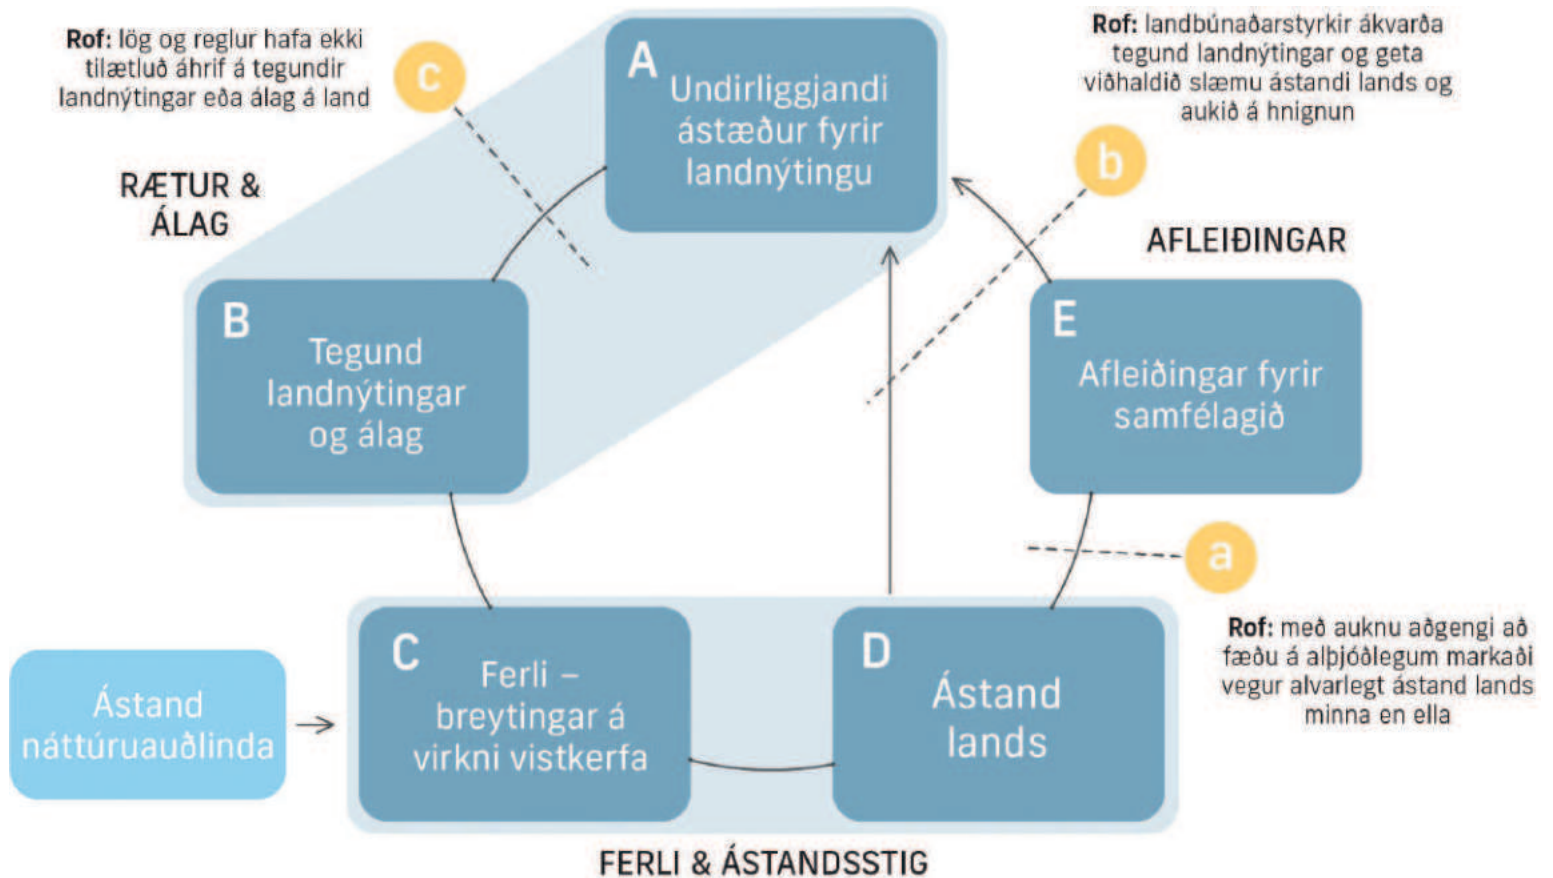 Rof: lög og reglur hafa ekki
tilætluð áhrif á tegundir
landnýtingar eða álag á land
c
Rof: landbúnaðarstyrkir ákvarða
tegund landnýtingar og geta
viðhaldið slæmu ástandi lands og
aukið á hnignun
b
A
Undirliggjandi
ástæður fyrir
landnýtingu
RÆTUR &
ÁLAG
AFLEIÐINGAR
B
Tegund
landnýtingar
og álag
E
Afleiðingar fyrir
samfélagið
a
Rof: með auknu aðgengi að
fæðu á alþjóðlegum markaði
vegur alvarlegt ástand lands
minna en ella
Ástand
náttúruauðlinda
C
Ferli –
breytingar á
virkni vistkerfa
D
Ástand
lands
FERLI & ÁSTANDSSTIG